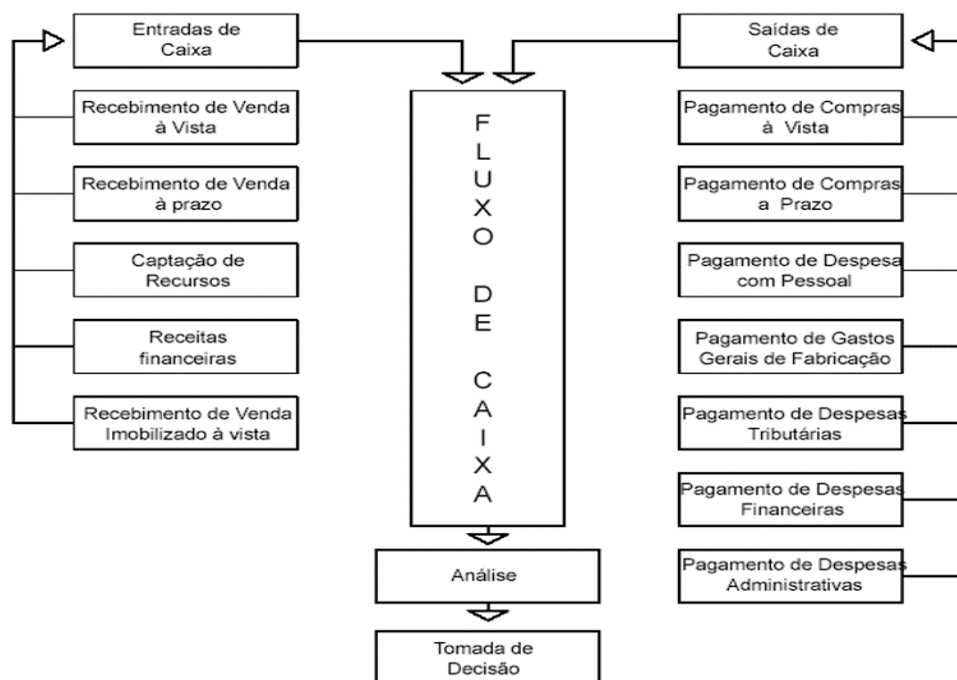 Entradas de
Caixa
Recebimento de Venda
à Vista
Recebimento de Venda
à prazo
Captação de
Recursos
Receitas
financeiras
Recebimento de Venda
Imobilizado à vista
FLUXO DE CAIXA
Análise
Tomada de
Decisão
Saídas de
Caixa
Pagamento de Compras
à Vista
Pagamento de Compras
a Prazo
Pagamento de Despesa
com Pessoal
Pagamento de Gastos
Gerais de Fabricação
Pagamento de Despesas
Tributárias
Pagamento de Despesas
Financeiras
Pagamento de Despesas
Administrativas